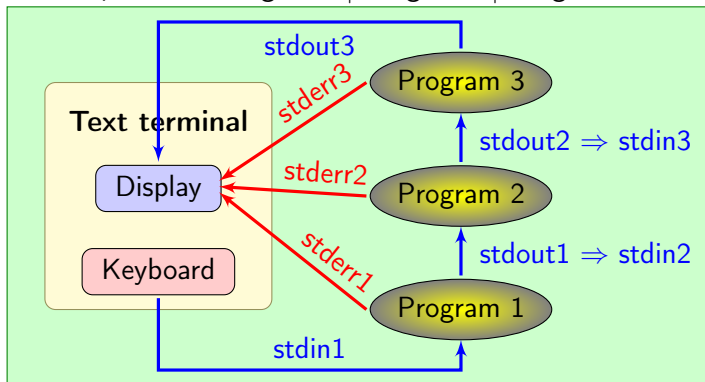 stdout3
Program 3
stderr3
Text terminal
stdout2 ⇒ stdin3
Display
stderr2
Program 2
stdout1 ⇒ stdin2
Keyboard
stderr1
Program 1
stdin1